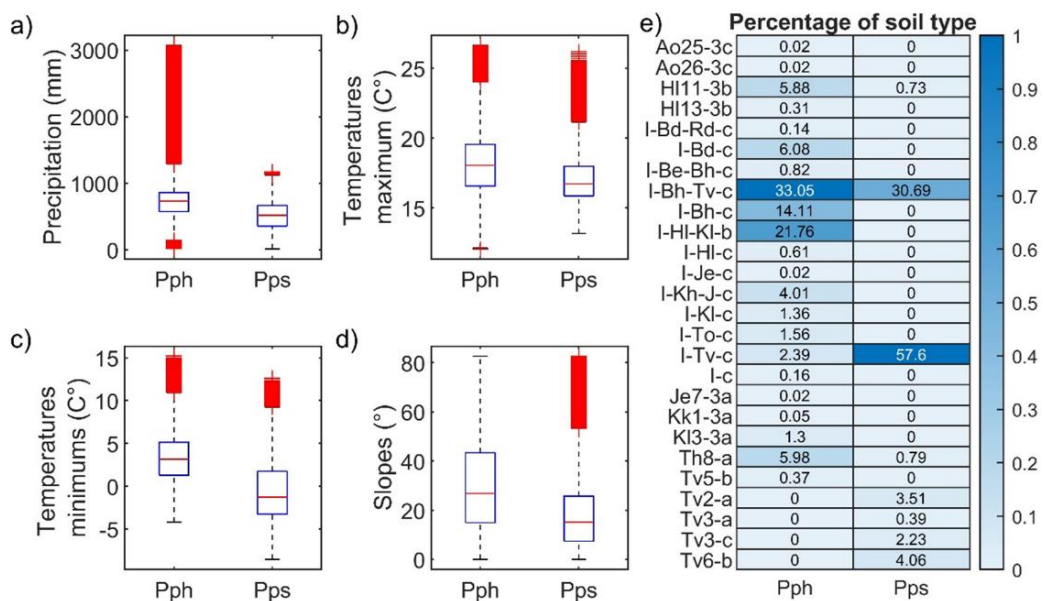 a)
3000
2000
1000
0
Precipitation (mm)
Pph Pps
b)
25
20
15
Temperatures
maximum (C°)
Pph Pps
c)
15
10
5
0
-5
Temperatures
minimums (C°)
Pph Pps
d)
80
60
40
20
0
Slopes (°)
Pph Pps
e) Percentage of soil type
Ao25-3c 0.02 0
Ao26-3c 0.02 0
Hl11-3b 5.88 0.73
Hl13-3b 0.31 0
I-Bd-Rd-c 0.14 0
I-Bd-c 6.08 0
I-Be-Bh-c 0.82 0
I-Bh-Tv-c 33.05 30.69
I-Bh-c 14.11 0
I-Hl-Kl-b 21.76 0
I-Hl-c 0.61 0
I-Je-c 0.02 0
I-Kh-J-c 4.01 0
I-Kl-c 1.36 0
I-To-c 1.56 0
I-Tv-c 2.39 57.6
I-c 0.16 0
Je7-3a 0.02 0
Kk1-3a 0.05 0
Kl3-3a 1.3 0
Th8-a 5.98 0.79
Tv5-b 0.37 0
Tv2-a 0 3.51
Tv3-a 0 0.39
Tv3-c 0 2.23
Tv6-b 0 4.06
Pph Pps
1
0.9
0.8
0.7
0.6
0.5
0.4
0.3
0.2
0.1
0